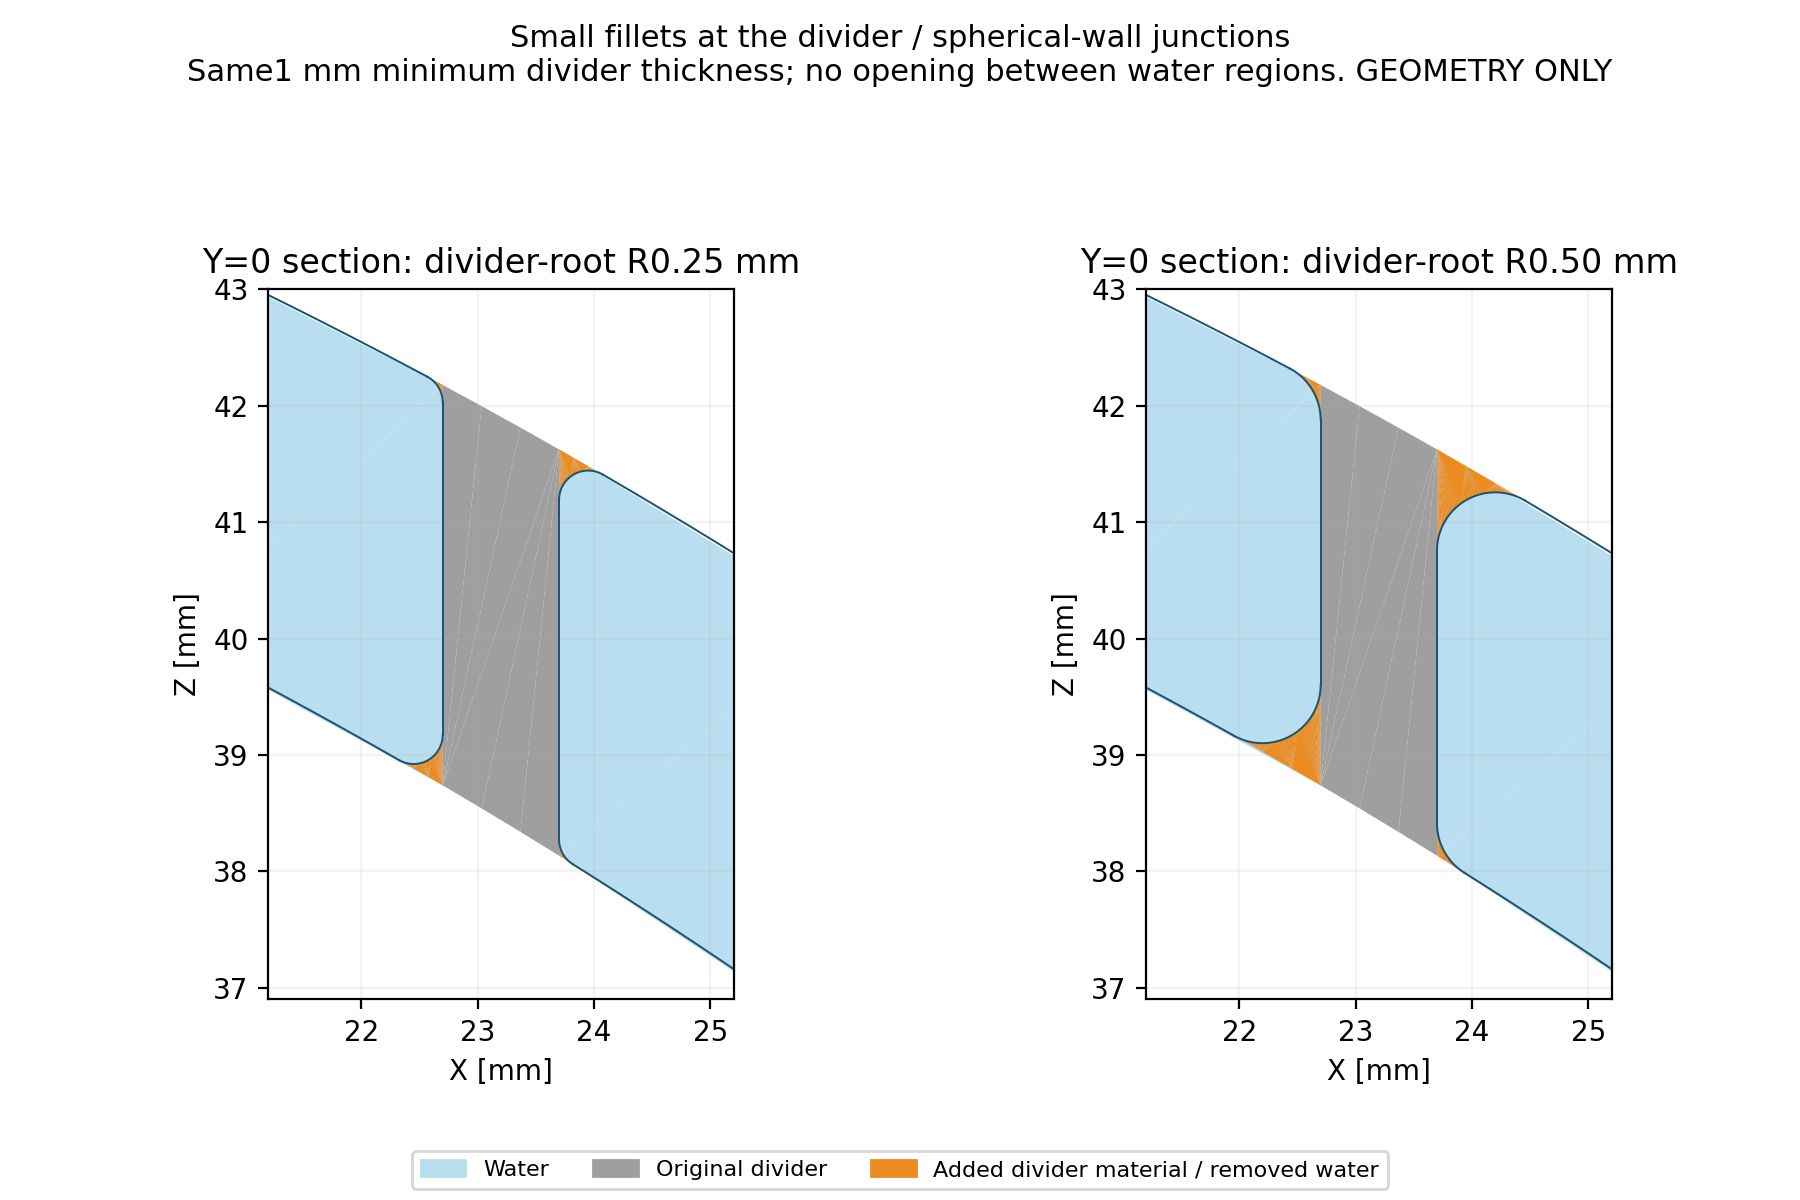 Small fillets at the divider / spherical-wall junctions
Same1 mm minimum divider thickness; no opening between water regions. GEOMETRY ONLY
Y=0 section: divider-root R0.25 mm
43
42
41
40
39
38
37
Z [mm]
22 23 24 25
X [mm]
Y=0 section: divider-root R0.50 mm
43
42
41
40
39
38
37
Z [mm]
22 23 24 25
X [mm]
Water Original divider Added divider material / removed water